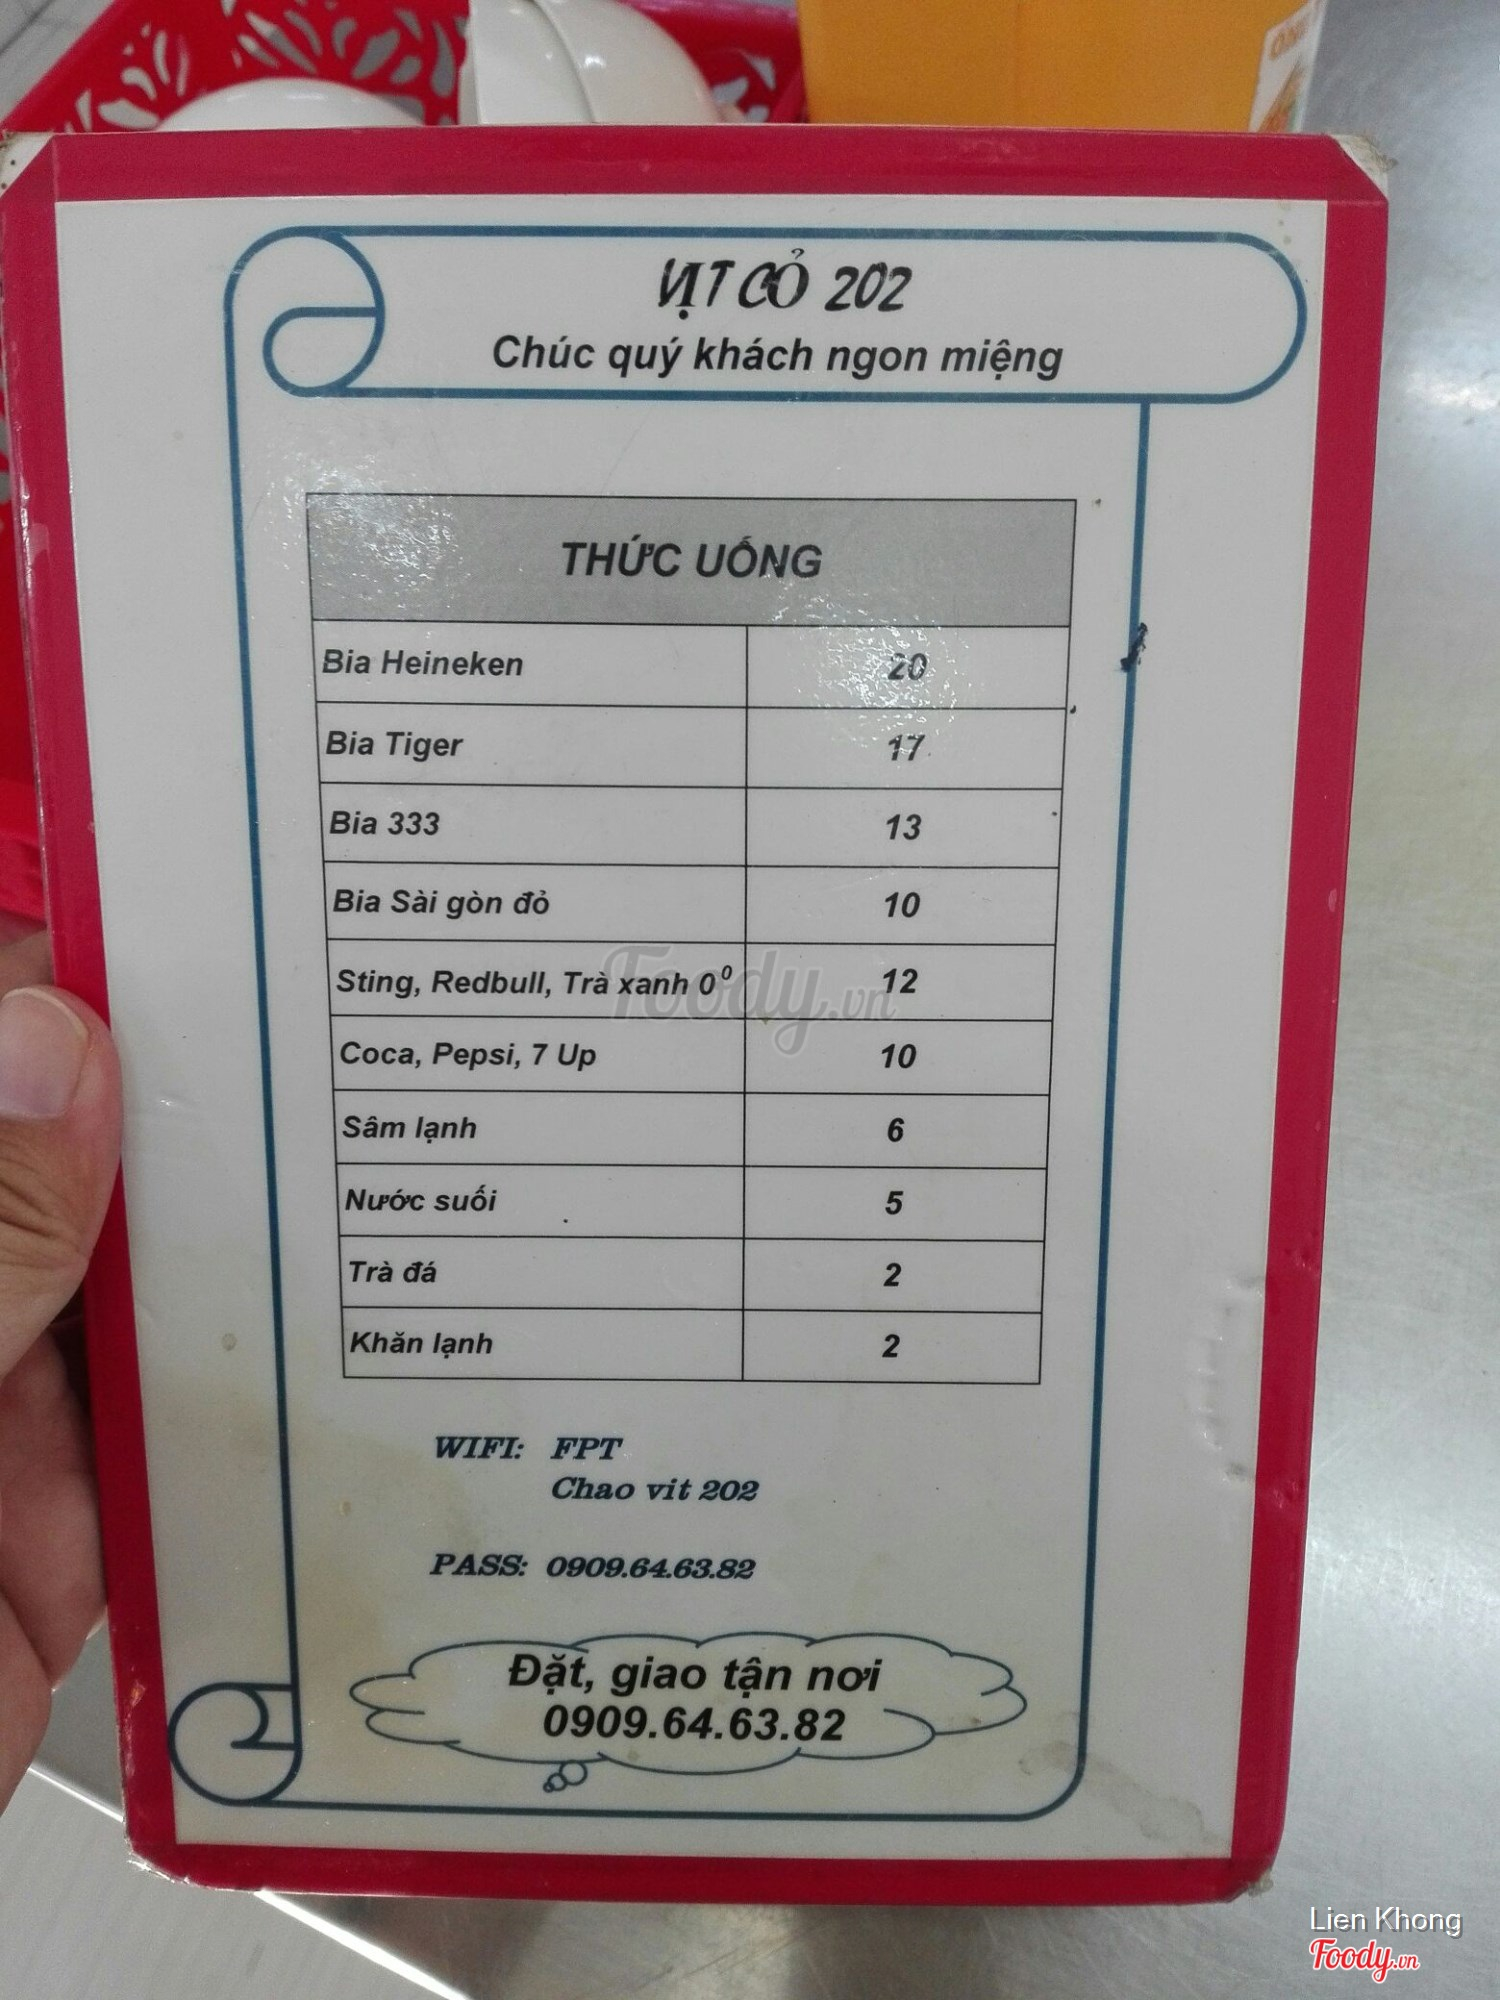 VỊT CỎ 202
Chúc quý khách ngon miệng
THỨC UỐNG
Bia Heineken 20
Bia Tiger 17
Bia 333 13
Bia Sài gòn đỏ 10
Sting, Redbull, Trà xanh 0⁰ 12
Coca, Pepsi, 7 Up 10
Sâm lạnh 6
Nước suối 5
Trà đá 2
Khăn lạnh 2
WIFI: FPT
Chao vit 202
PASS: 0909.64.63.82
Đặt, giao tận nơi
0909.64.63.82
Foody.vn
Lien Khong
Foody.vn